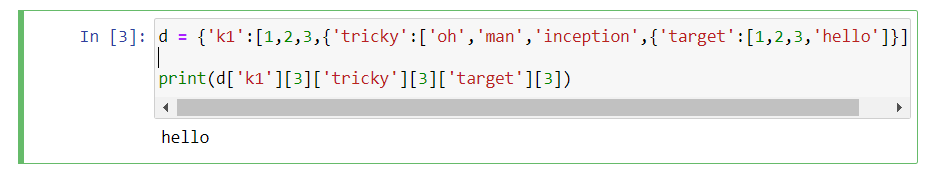 In [3]: d = {'k1':[1,2,3,{'tricky':['oh','man','inception',{'target':[1,2,3,'hello']}]
print(d['k1'][3]['tricky'][3]['target'][3])
hello